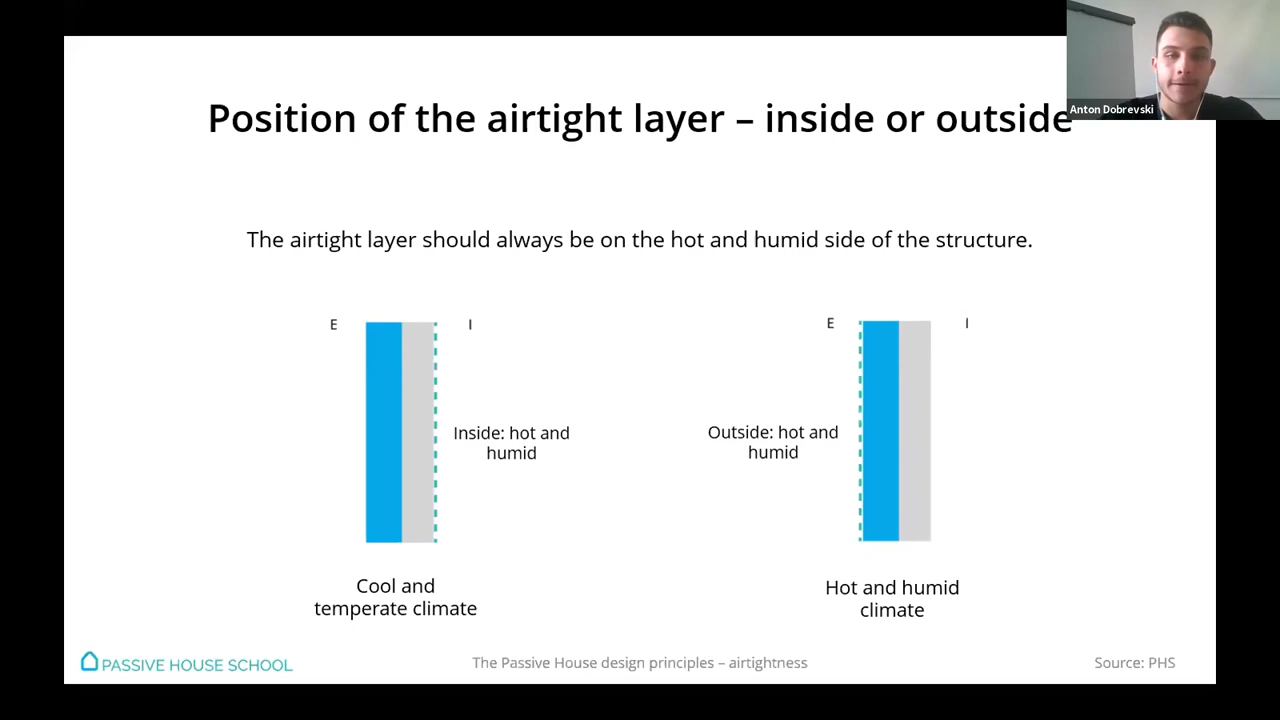 Anton Dobrevski
Position of the airtight layer – inside or outside
The airtight layer should always be on the hot and humid side of the structure.
E
I
Inside: hot and
humid
Cool and
temperate climate
E
I
Outside: hot and
humid
Hot and humid
climate
PASSIVE HOUSE SCHOOL
The Passive House design principles – airtightness
Source: PHS